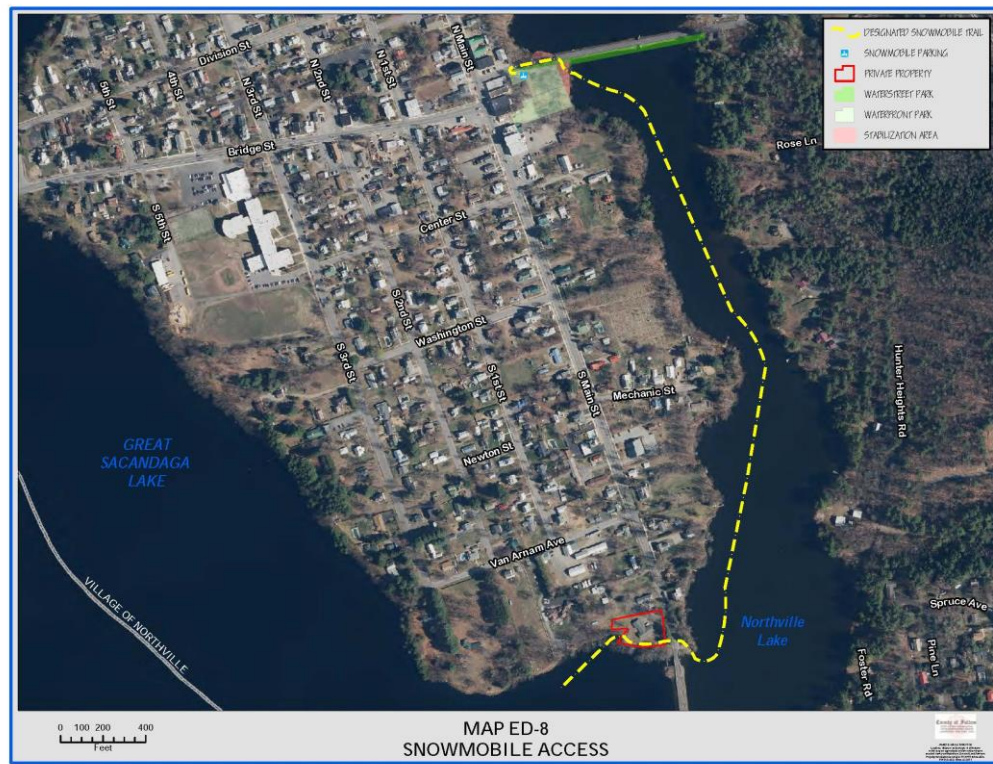 DESIGNATED SNOWMOBILE TRAIL
SNOWMOBILE PARKING
PRIVATE PROPERTY
WATERSTREET PARK
WATERFRONT PARK
STABILIZATION AREA
Division St
5th St
4th St
N 3rd St
N 2nd St
N 1st St
N Main St
Bridge St
Rose Ln
S 5th St
Center St
S 2nd St
Washington St
S 3rd St
S 1st St
S Main St
Mechanic St
Hunter Heights Rd
GREAT
SACANDAGA
LAKE
Newton St
Van Arnam Ave
VILLAGE OF NORTHVILLE
Northville
Lake
Spruce Ave
Pine Ln
Foster Rd
0 100 200 400
Feet
MAP ED-8
SNOWMOBILE ACCESS
County of Fulton